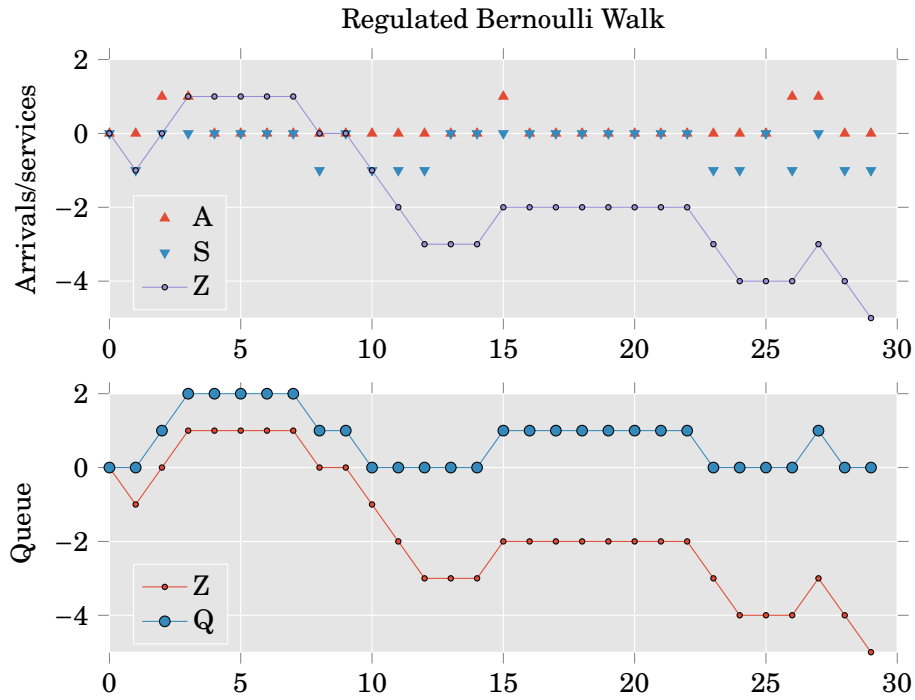 Regulated Bernoulli Walk
Arrivals/services
2
0
−2
−4
A
S
Z
0 5 10 15 20 25 30
Queue
2
0
−2
−4
Z
Q
0 5 10 15 20 25 30